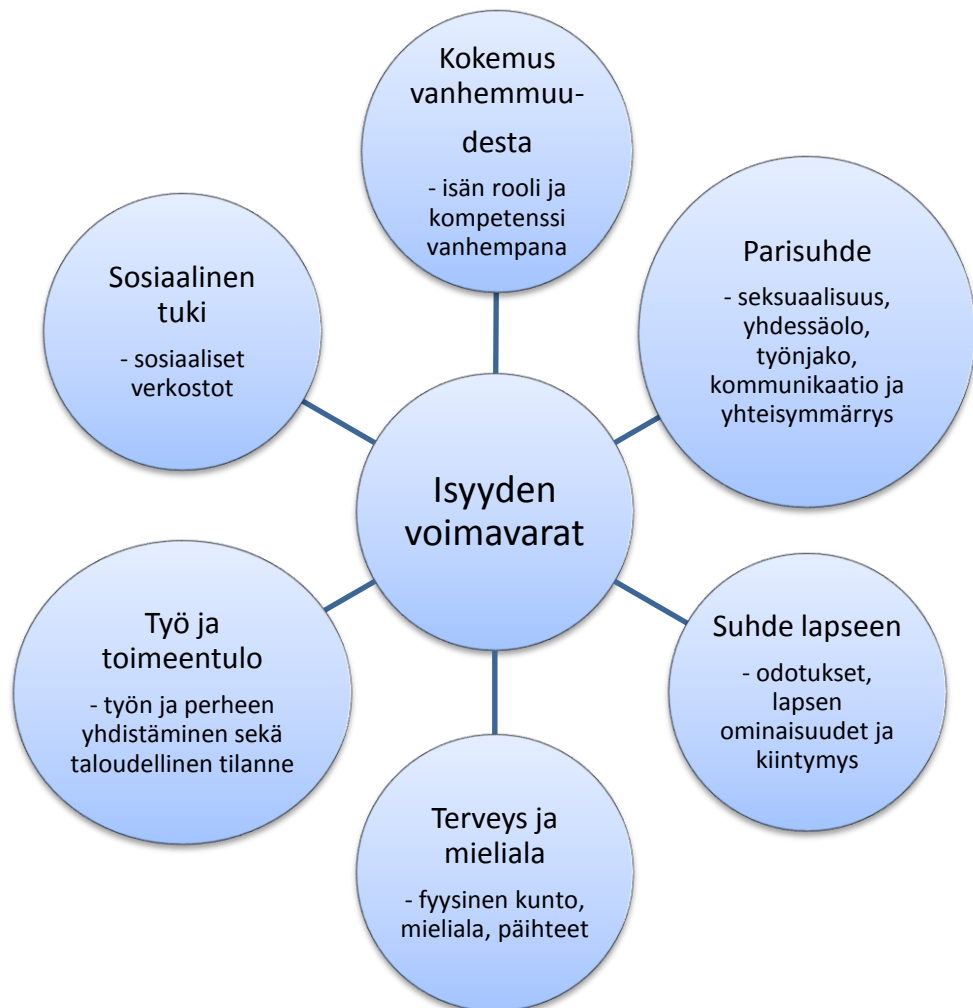 Kokemus
vanhemmuu-
desta
- isän rooli ja
kompetenssi
vanhempana
Parisuhde
- seksuaalisuus,
yhdessäolo,
työnjako,
kommunikaatio ja
yhteisymmärrys
Suhde lapseen
- odotukset,
lapsen
ominaisuudet ja
kiintymys
Terveys ja
mieliala
- fyysinen kunto,
mieliala, päihteet
Työ ja
toimeentulo
- työn ja perheen
yhdistäminen sekä
taloudellinen tilanne
Sosiaalinen
tuki
- sosiaaliset
verkostot
Isyyden
voimavarat